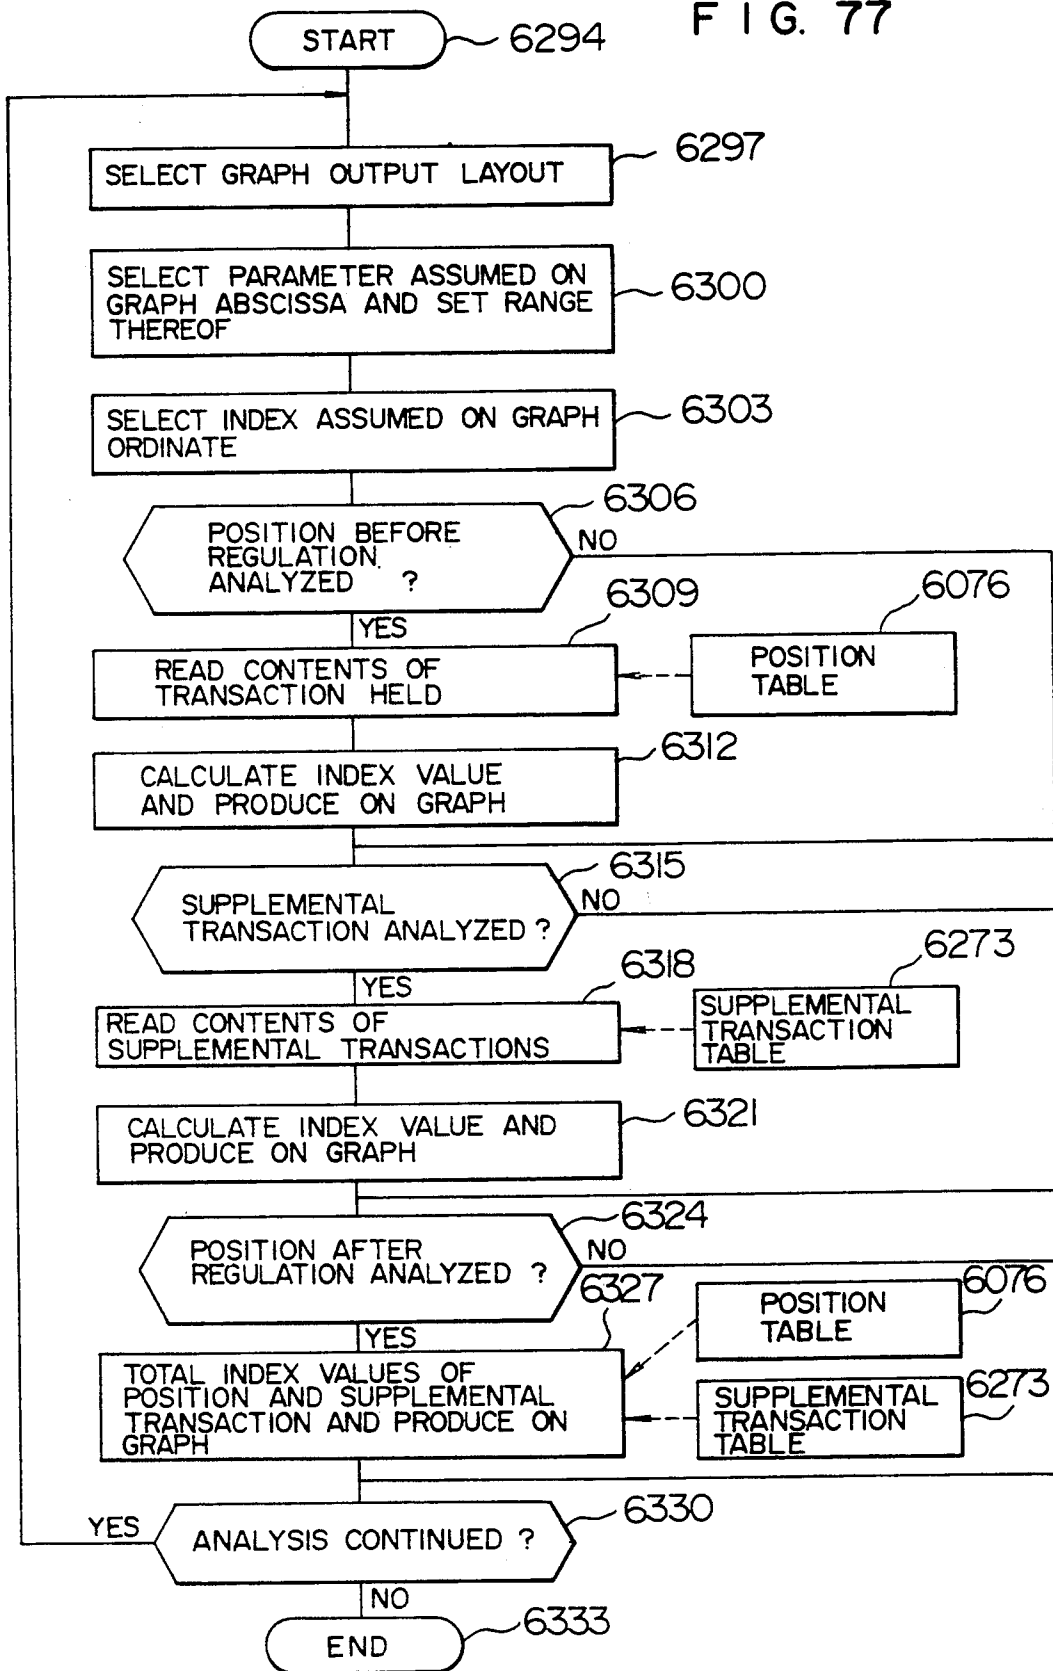 FIG. 77
START
6294
6297
SELECT GRAPH OUTPUT LAYOUT
SELECT PARAMETER ASSUMED ON
GRAPH ABSCISSA AND SET RANGE
THEREOF
6300
SELECT INDEX ASSUMED ON GRAPH
ORDINATE
6303
6306
POSITION BEFORE
REGULATION.
ANALYZED ?
NO
YES
6309
6076
READ CONTENTS OF
TRANSACTION HELD
POSITION
TABLE
6312
CALCULATE INDEX VALUE
AND PRODUCE ON GRAPH
6315
SUPPLEMENTAL
TRANSACTION ANALYZED ?
NO
YES
6318
6273
READ CONTENTS OF
SUPPLEMENTAL TRANSACTIONS
SUPPLEMENTAL
TRANSACTION
TABLE
6321
CALCULATE INDEX VALUE AND
PRODUCE ON GRAPH
6324
POSITION AFTER
REGULATION ANALYZED ?
NO
YES
6327
6076
POSITION
TABLE
TOTAL INDEX VALUES OF
POSITION AND SUPPLEMENTAL
TRANSACTION AND PRODUCE ON
GRAPH
6273
SUPPLEMENTAL
TRANSACTION
TABLE
6330
YES
ANALYSIS CONTINUED ?
NO
END
6333